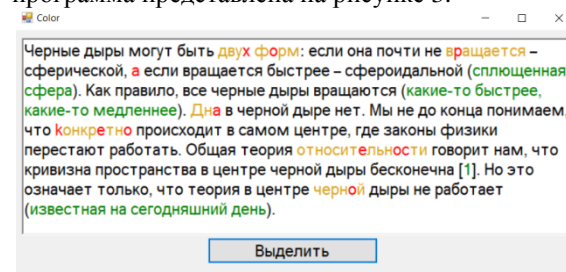 программа представлена на рисунке 3.
Color
Черные дыры могут быть двух форм: если она почти не вращается –
сферической, а если вращается быстрее – сфероидальной (сплющенная
сфера). Как правило, все черные дыры вращаются (какие-то быстрее,
какие-то медленнее). Дна в черной дыре нет. Мы не до конца понимаем,
что kонкретно происходит в самом центре, где законы физики
перестают работать. Общая теория относительности говорит нам, что
кривизна пространства в центре черной дыры бесконечна [1]. Но это
означает только, что теория в центре черной дыры не работает
(известная на сегодняшний день).
Выделить